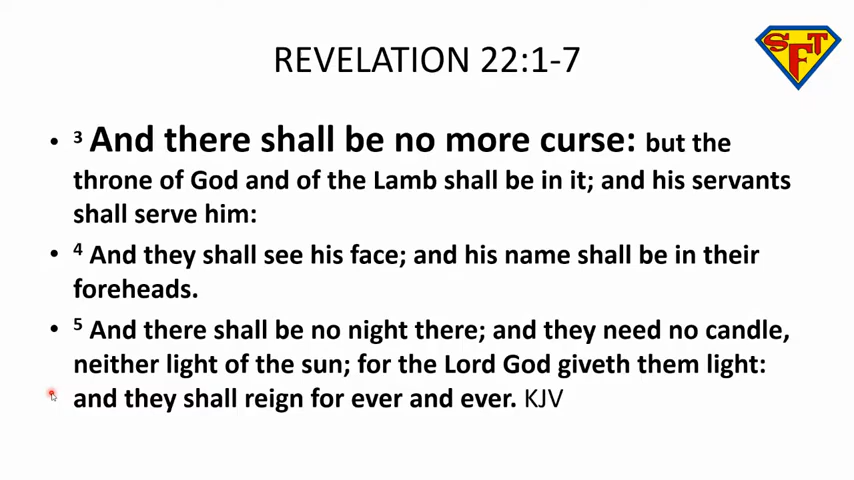 REVELATION 22:1-7
SFT
• ³ And there shall be no more curse: but the
throne of God and of the Lamb shall be in it; and his servants
shall serve him:
• ⁴ And they shall see his face; and his name shall be in their
foreheads.
• ⁵ And there shall be no night there; and they need no candle,
neither light of the sun; for the Lord God giveth them light:
and they shall reign for ever and ever. KJV